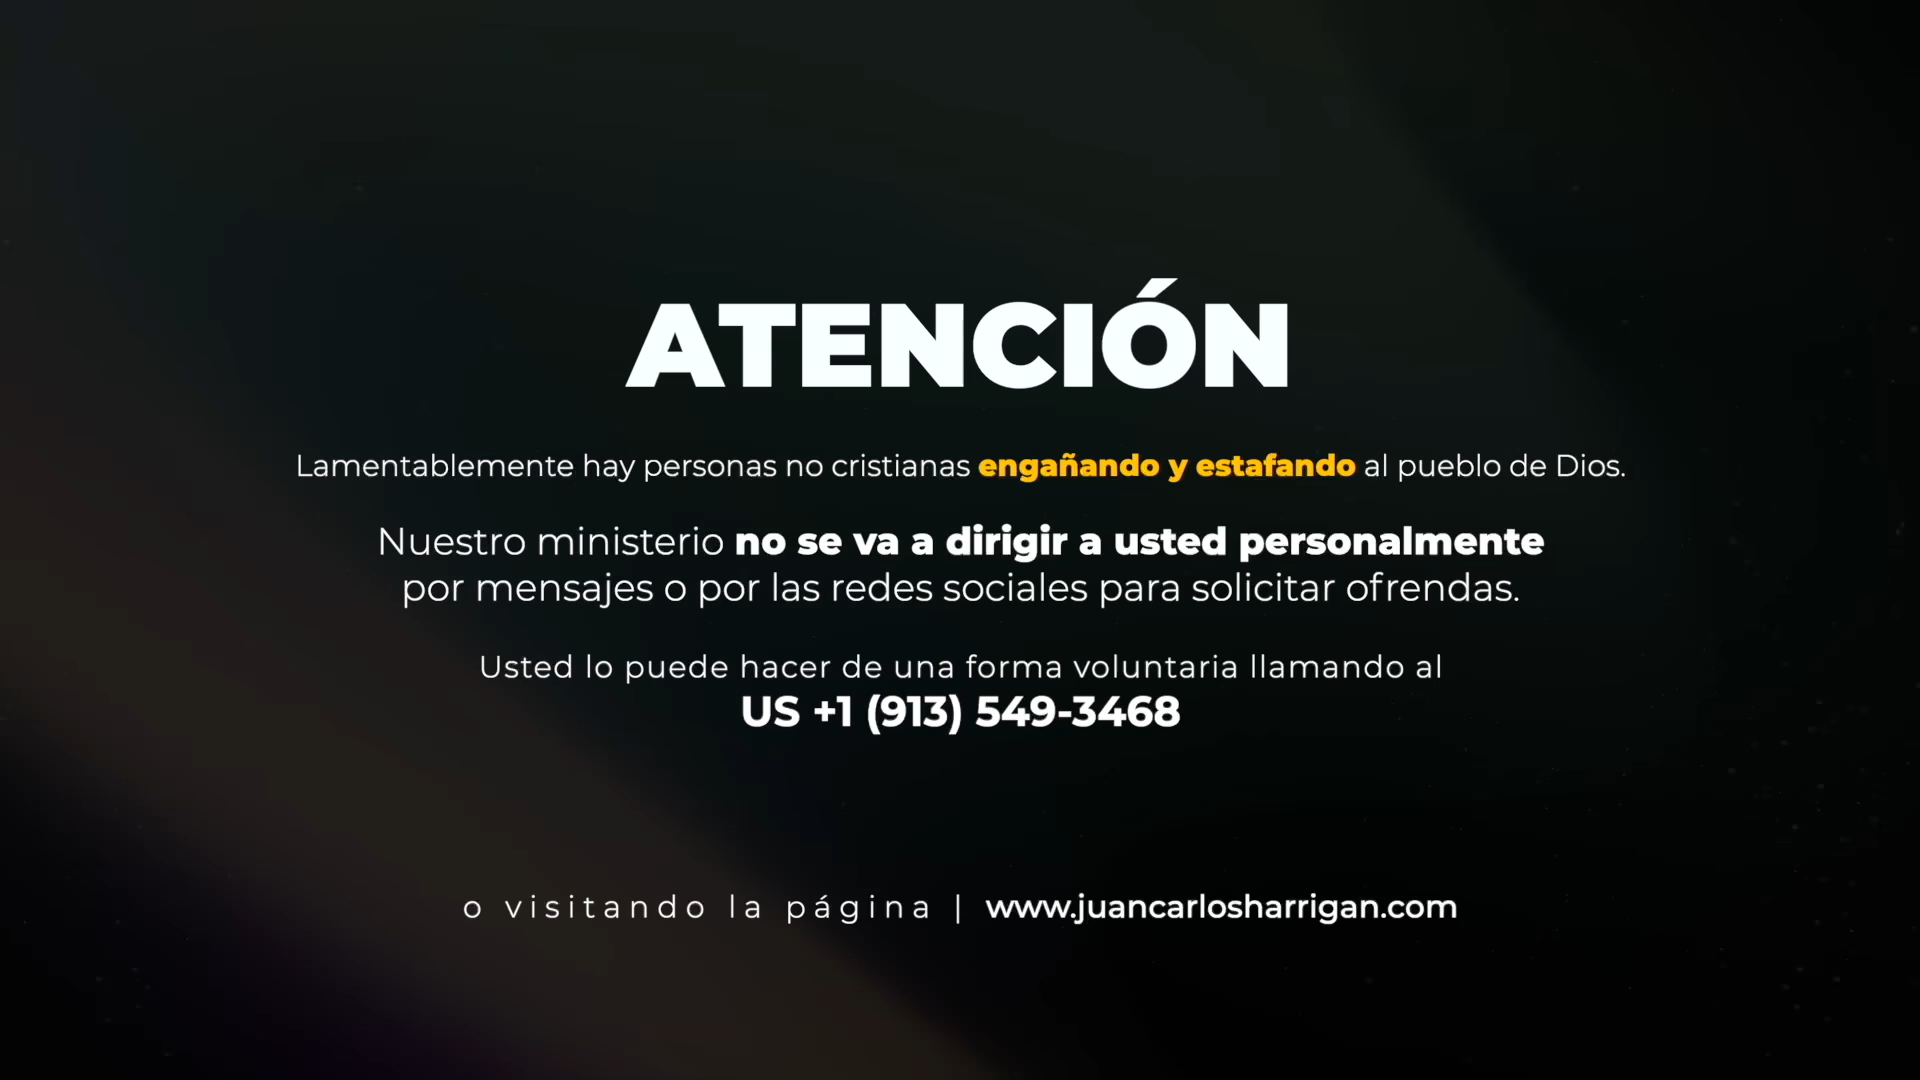 ATENCIÓN
Lamentablemente hay personas no cristianas engañando y estafando al pueblo de Dios.
Nuestro ministerio no se va a dirigir a usted personalmente
por mensajes o por las redes sociales para solicitar ofrendas.
Usted lo puede hacer de una forma voluntaria llamando al
US +1 (913) 549-3468
o visitando la página | www.juancarlosharrigan.com